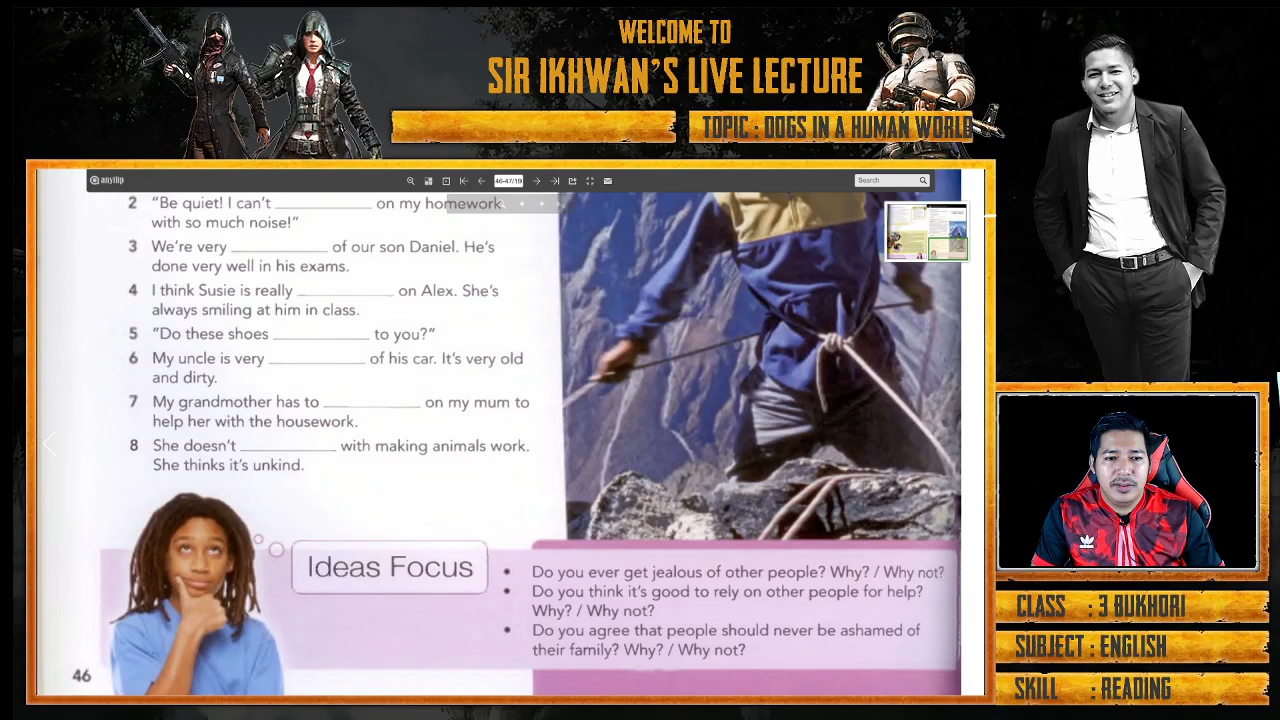 WELCOME TO
SIR IKHWAN'S LIVE LECTURE
TOPIC : DOGS IN A HUMAN WORLD
anyflip
46-47/19
Search
2 "Be quiet! I can't ____________ on my homework
with so much noise!"
3 We're very ____________ of our son Daniel. He's
done very well in his exams.
4 I think Susie is really ____________ on Alex. She's
always smiling at him in class.
5 "Do these shoes ____________ to you?"
6 My uncle is very ____________ of his car. It's very old
and dirty.
7 My grandmother has to ____________ on my mum to
help her with the housework.
8 She doesn't ____________ with making animals work.
She thinks it's unkind.
Ideas Focus
• Do you ever get jealous of other people? Why? / Why not?
• Do you think it's good to rely on other people for help?
Why? / Why not?
• Do you agree that people should never be ashamed of
their family? Why? / Why not?
46
CLASS : 3 BUKHORI
SUBJECT : ENGLISH
SKILL : READING